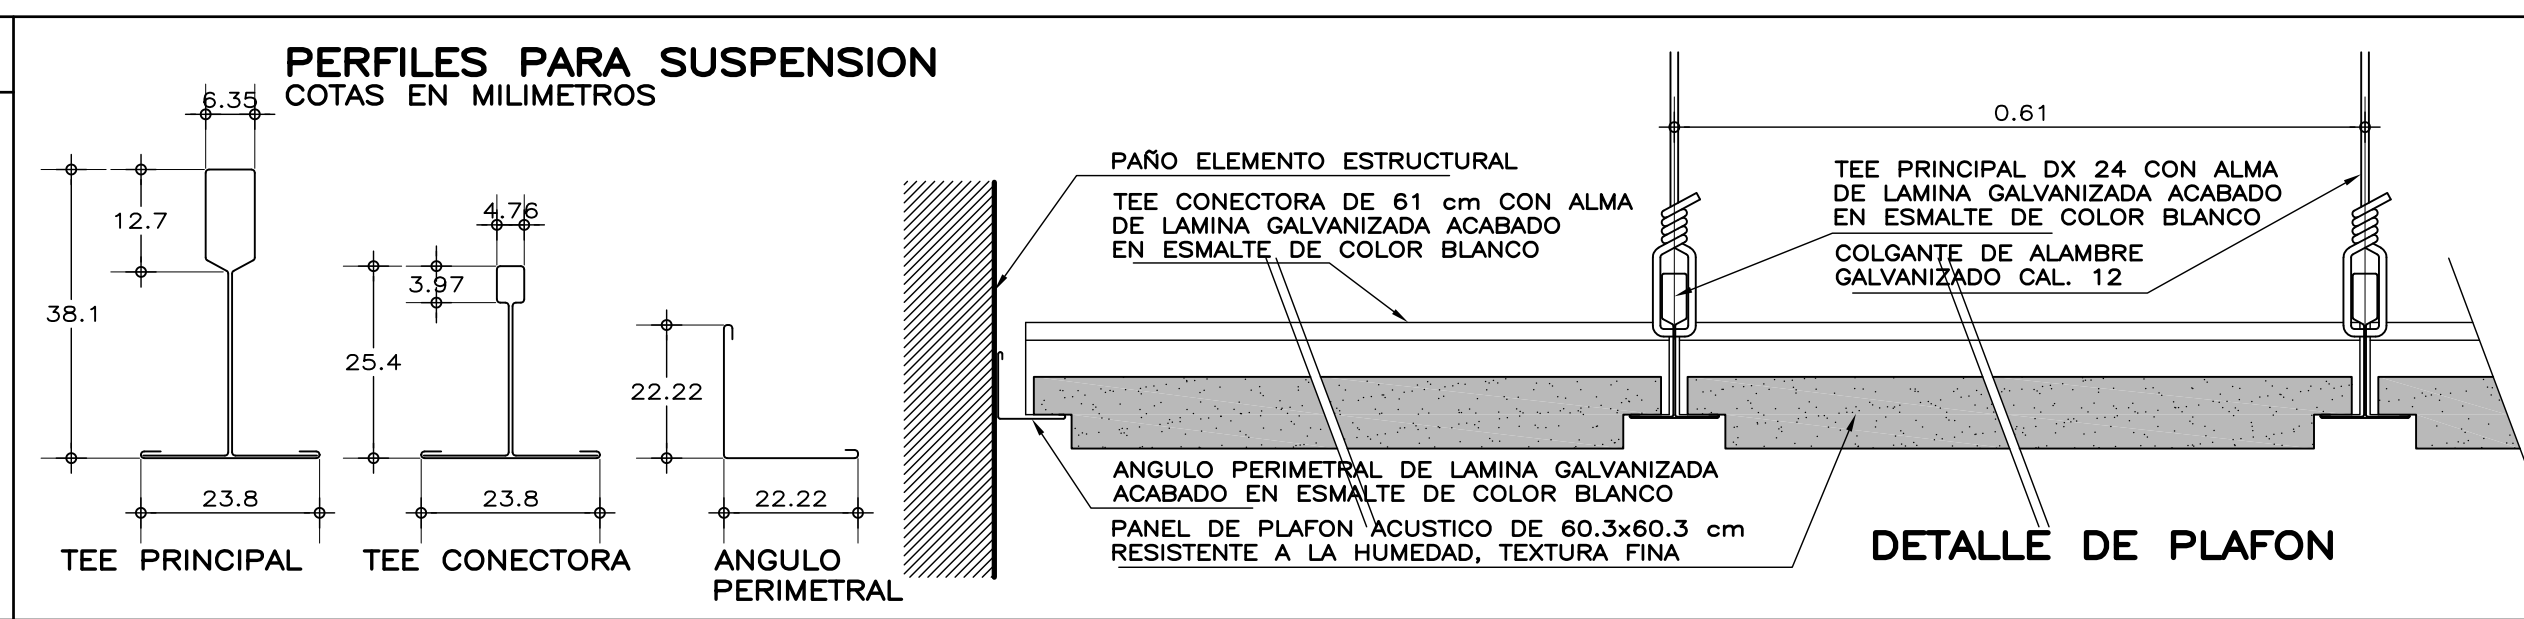 PERFILES PARA SUSPENSION
COTAS EN MILIMETROS
6.35
12.7
38.1
23.8
TEE PRINCIPAL
4.76
3.97
25.4
23.8
TEE CONECTORA
22.22
22.22
ANGULO
PERIMETRAL
PAÑO ELEMENTO ESTRUCTURAL
TEE CONECTORA DE 61 cm CON ALMA
DE LAMINA GALVANIZADA ACABADO
EN ESMALTE DE COLOR BLANCO
0.61
TEE PRINCIPAL DX 24 CON ALMA
DE LAMINA GALVANIZADA ACABADO
EN ESMALTE DE COLOR BLANCO
COLGANTE DE ALAMBRE
GALVANIZADO CAL. 12
ANGULO PERIMETRAL DE LAMINA GALVANIZADA
ACABADO EN ESMALTE DE COLOR BLANCO
PANEL DE PLAFON ACUSTICO DE 60.3x60.3 cm
RESISTENTE A LA HUMEDAD, TEXTURA FINA
DETALLE DE PLAFON